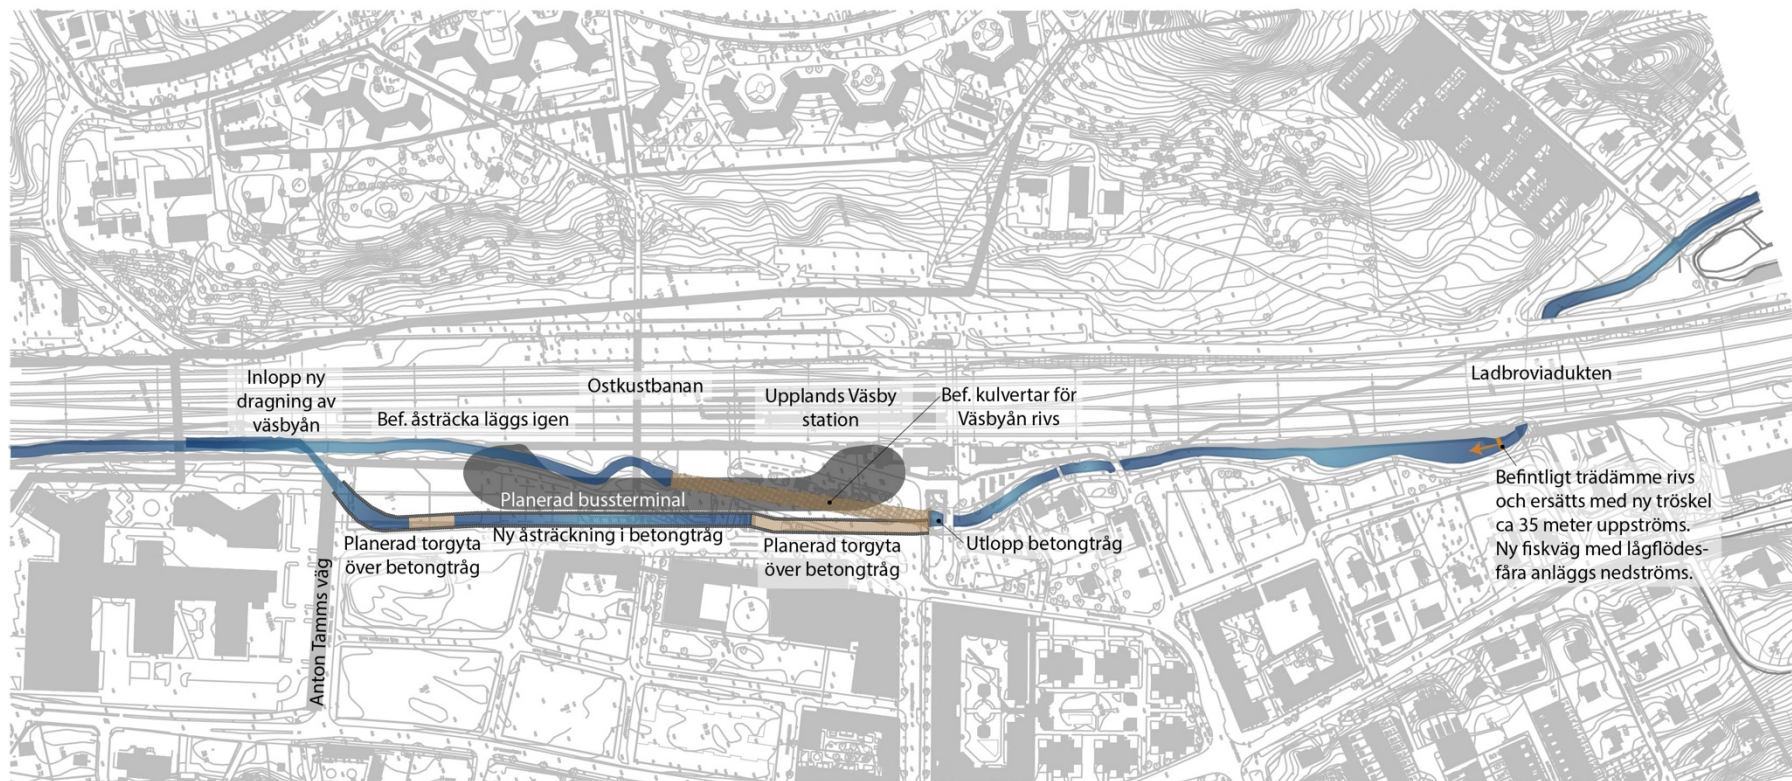 Inlopp ny
dragning av
väsbyån
Bef. åsträcka läggs igen
Ostkustbanan
Upplands Väsby
station
Bef. kulvertar för
Väsbyån rivs
Ladbroviadukten
Planerad bussterminal
Ny åsträckning i betongtråg
Planerad torgyta
över betongtråg
Planerad torgyta
över betongtråg
Utlopp betongtråg
Befintligt trädämme rivs
och ersätts med ny tröskel
ca 35 meter uppströms.
Ny fiskväg med lågflödes-
fåra anläggs nedströms.
Anton Tamms väg